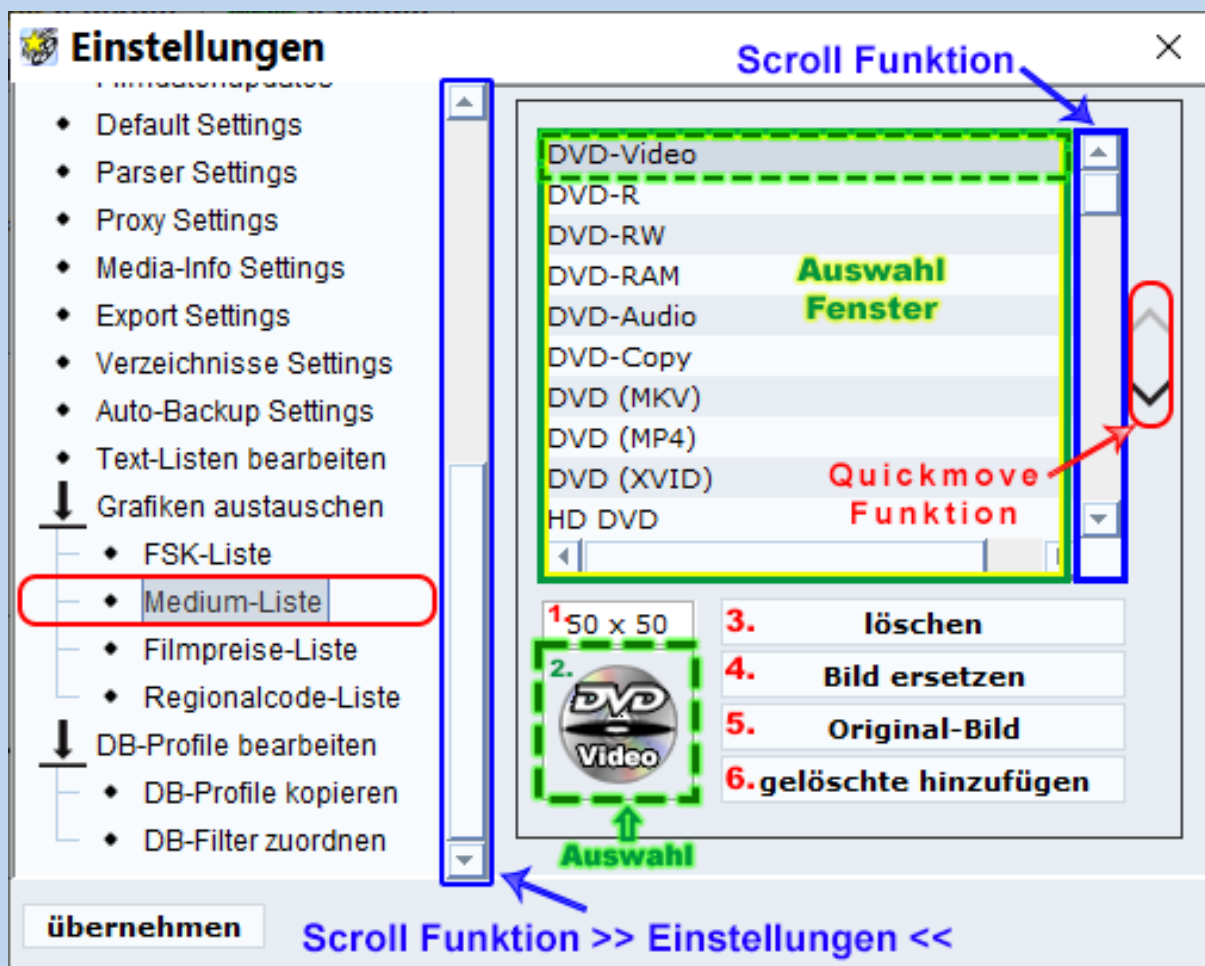 Einstellungen
Scroll Funktion
Filmdatenupdates
Default Settings
Parser Settings
Proxy Settings
Media-Info Settings
Export Settings
Verzeichnisse Settings
Auto-Backup Settings
Text-Listen bearbeiten
Grafiken austauschen
FSK-Liste
Medium-Liste
Filmpreise-Liste
Regionalcode-Liste
DB-Profile bearbeiten
DB-Profile kopieren
DB-Filter zuordnen
DVD-Video
DVD-R
DVD-RW
DVD-RAM
DVD-Audio
DVD-Copy
DVD (MKV)
DVD (MP4)
DVD (XVID)
HD DVD
Auswahl
Fenster
Quickmove
Funktion
1. 50 x 50
2.
DVD
Video
Auswahl
3. löschen
4. Bild ersetzen
5. Original-Bild
6. gelöschte hinzufügen
übernehmen
Scroll Funktion >> Einstellungen <<